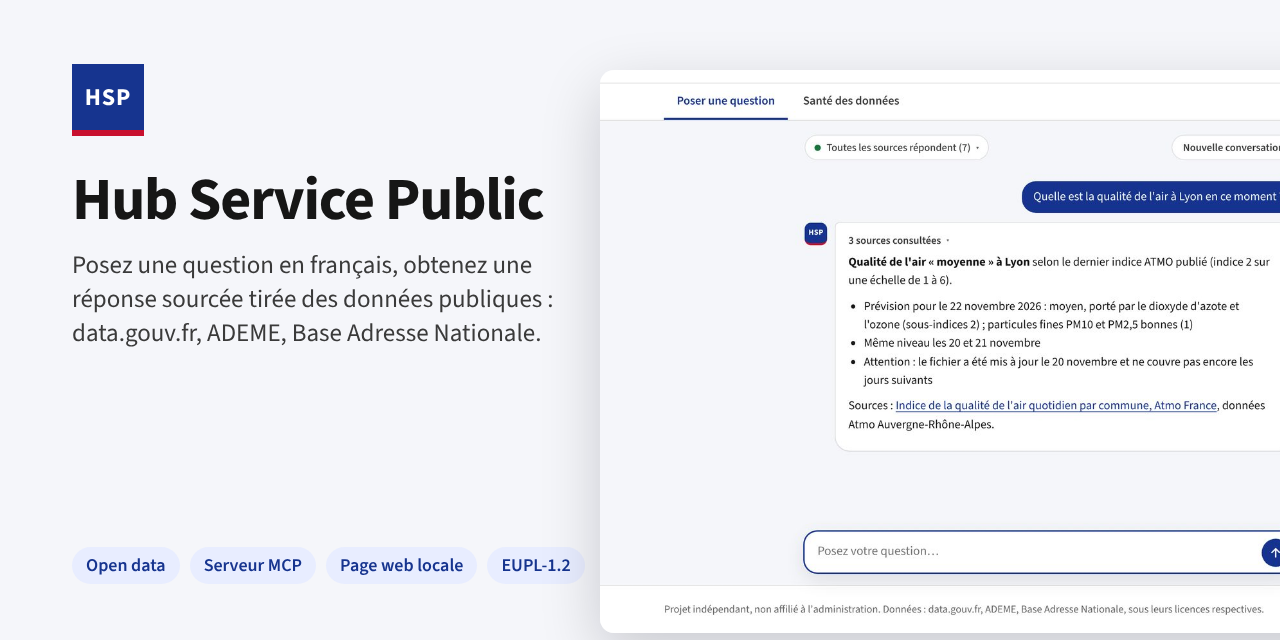 HSP
Hub Service Public
Posez une question en français, obtenez une
réponse sourcée tirée des données publiques :
data.gouv.fr, ADEME, Base Adresse Nationale.
Open data
Serveur MCP
Page web locale
EUPL-1.2
Poser une question
Santé des données
Toutes les sources répondent (7)
Nouvelle conversation
Quelle est la qualité de l'air à Lyon en ce moment ?
HSP
3 sources consultées
Qualité de l'air « moyenne » à Lyon selon le dernier indice ATMO publié (indice 2 sur
une échelle de 1 à 6).
• Prévision pour le 22 novembre 2026 : moyen, porté par le dioxyde d'azote et
l'ozone (sous-indices 2) ; particules fines PM10 et PM2,5 bonnes (1)
• Même niveau les 20 et 21 novembre
• Attention : le fichier a été mis à jour le 20 novembre et ne couvre pas encore les
jours suivants
Sources : Indice de la qualité de l'air quotidien par commune, Atmo France, données
Atmo Auvergne-Rhône-Alpes.
Posez votre question…
Projet indépendant, non affilié à l'administration. Données : data.gouv.fr, ADEME, Base Adresse Nationale, sous leurs licences respectives.